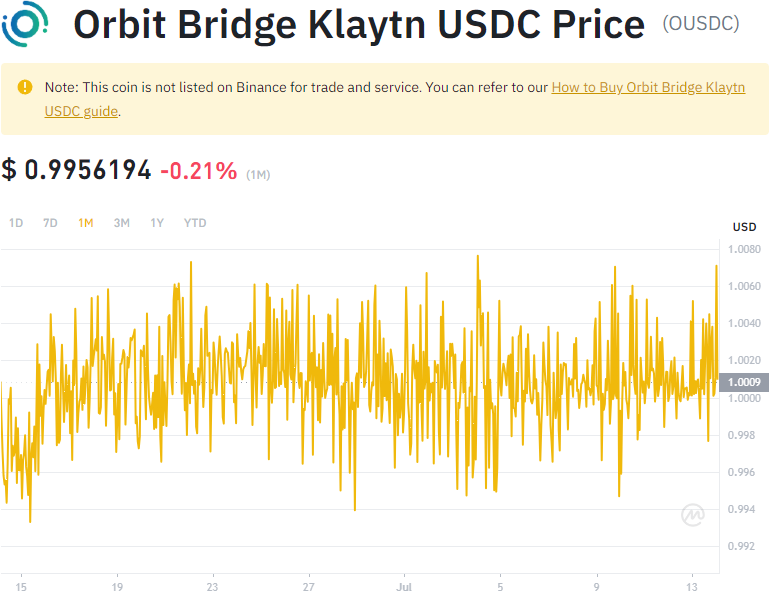 Orbit Bridge Klaytn USDC Price (OUSDC)
Note: This coin is not listed on Binance for trade and service. You can refer to our How to Buy Orbit Bridge Klaytn
USDC guide.
$ 0.9956194 -0.21% (1M)
1D 7D 1M 3M 1Y YTD
USD
1.0080
1.0060
1.0040
1.0020
1.0009
1.0000
0.998
0.996
0.994
0.992
15 19 23 27 Jul 5 9 13